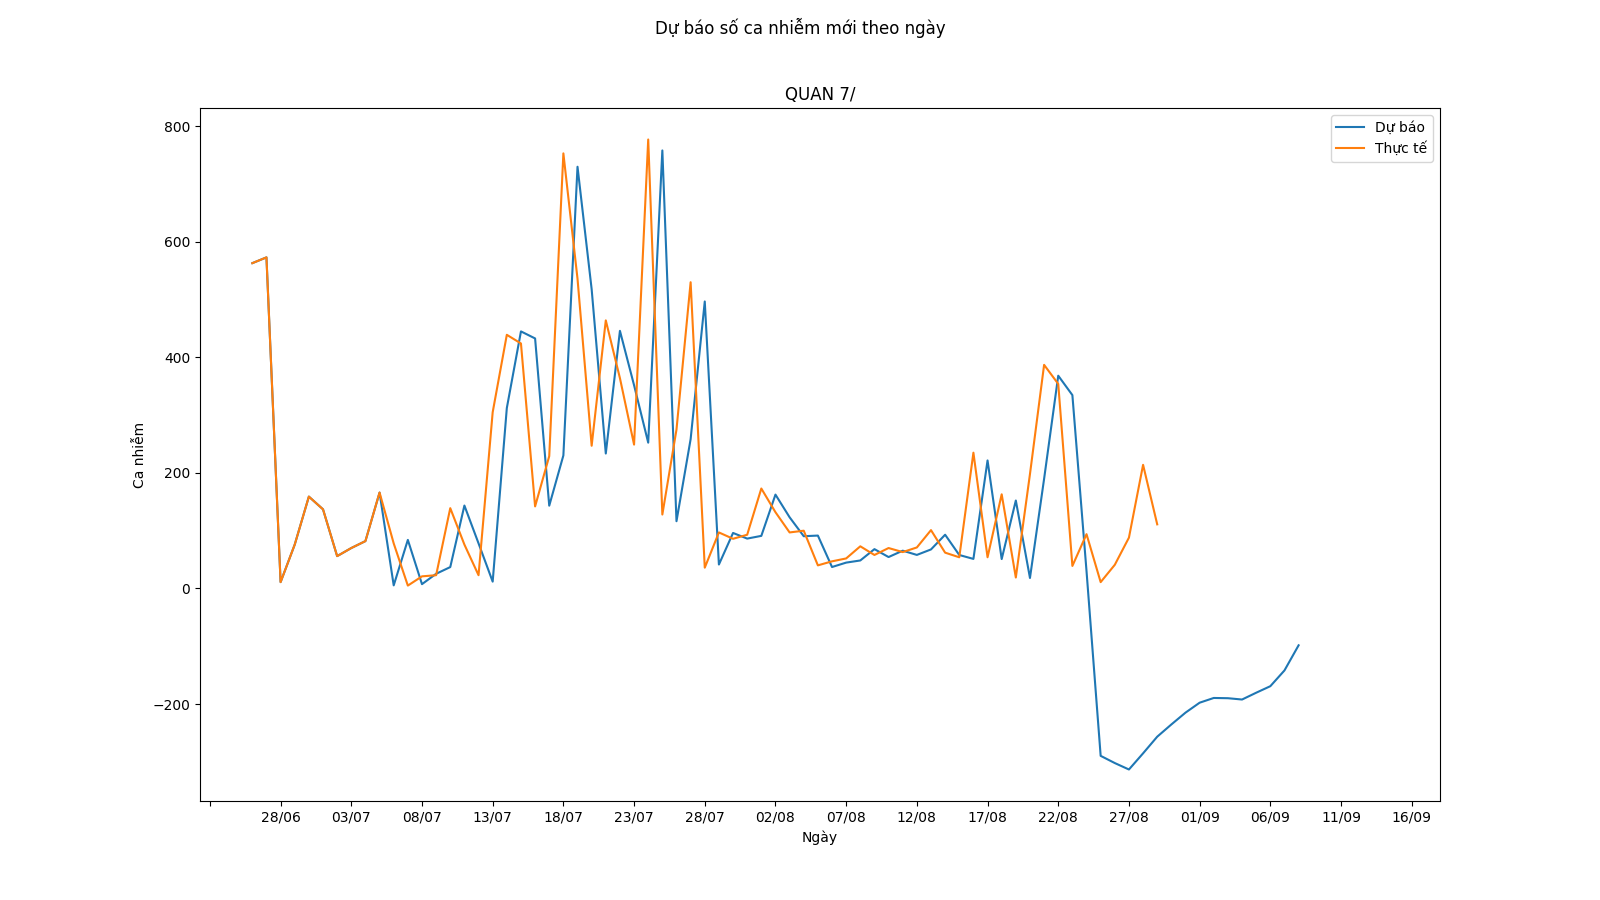 Dự báo số ca nhiễm mới theo ngày
QUAN 7/
Dự báo
Thực tế
800
600
400
200
0
−200
Ca nhiễm
28/06 03/07 08/07 13/07 18/07 23/07 28/07 02/08 07/08 12/08 17/08 22/08 27/08 01/09 06/09 11/09 16/09
Ngày